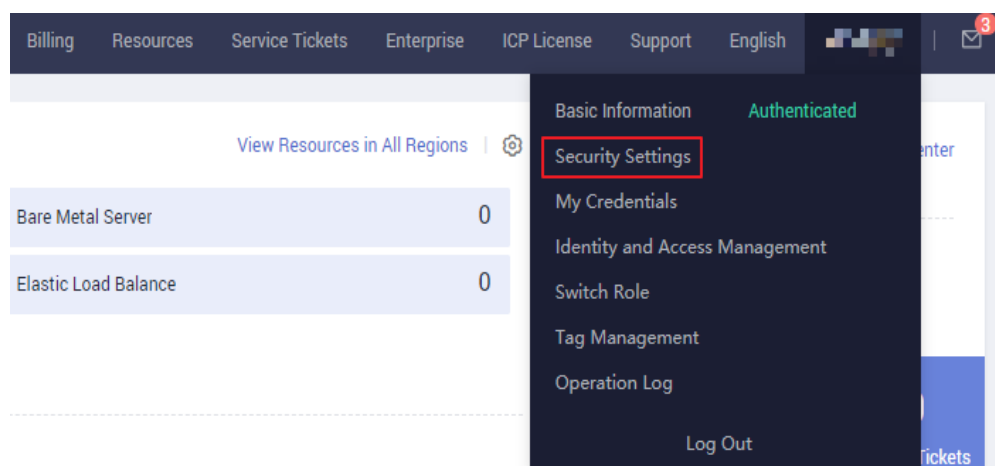 Billing Resources Service Tickets Enterprise ICP License Support English 3
Basic Information Authenticated
View Resources in All Regions
Security Settings
enter
My Credentials
Bare Metal Server 0
Identity and Access Management
Elastic Load Balance 0
Switch Role
Tag Management
Operation Log
Log Out
Tickets